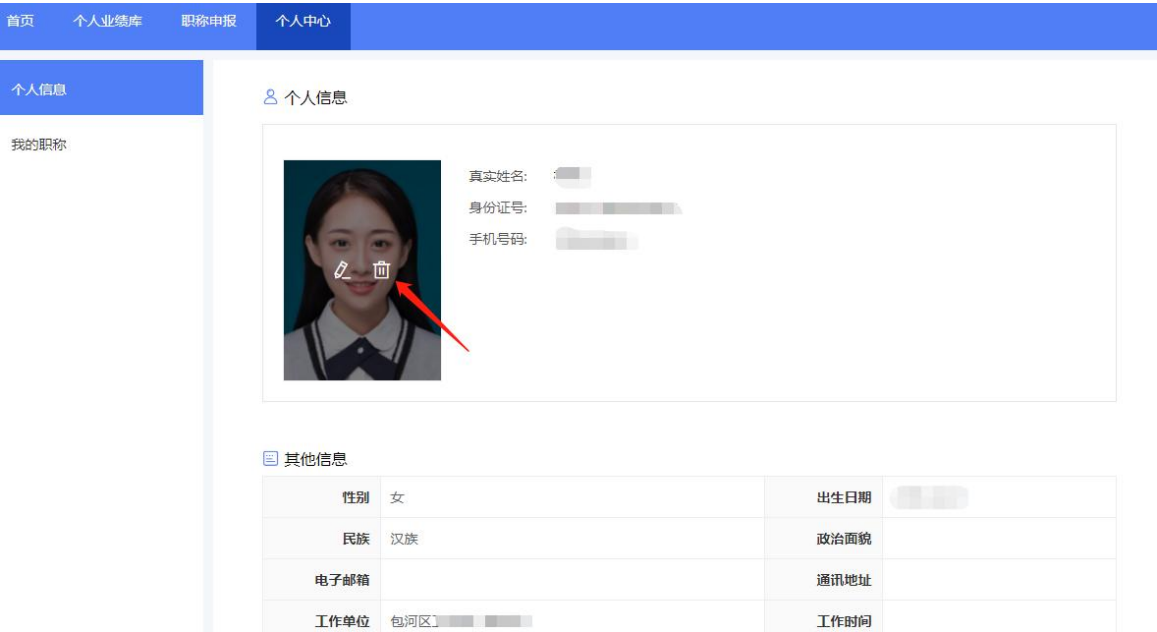 首页 个人业绩库 职称申报 个人中心
个人信息
我的职称
个人信息
真实姓名:
身份证号:
手机号码:
其他信息
性别 女 出生日期
民族 汉族 政治面貌
电子邮箱 通讯地址
工作单位 包河区 工作时间